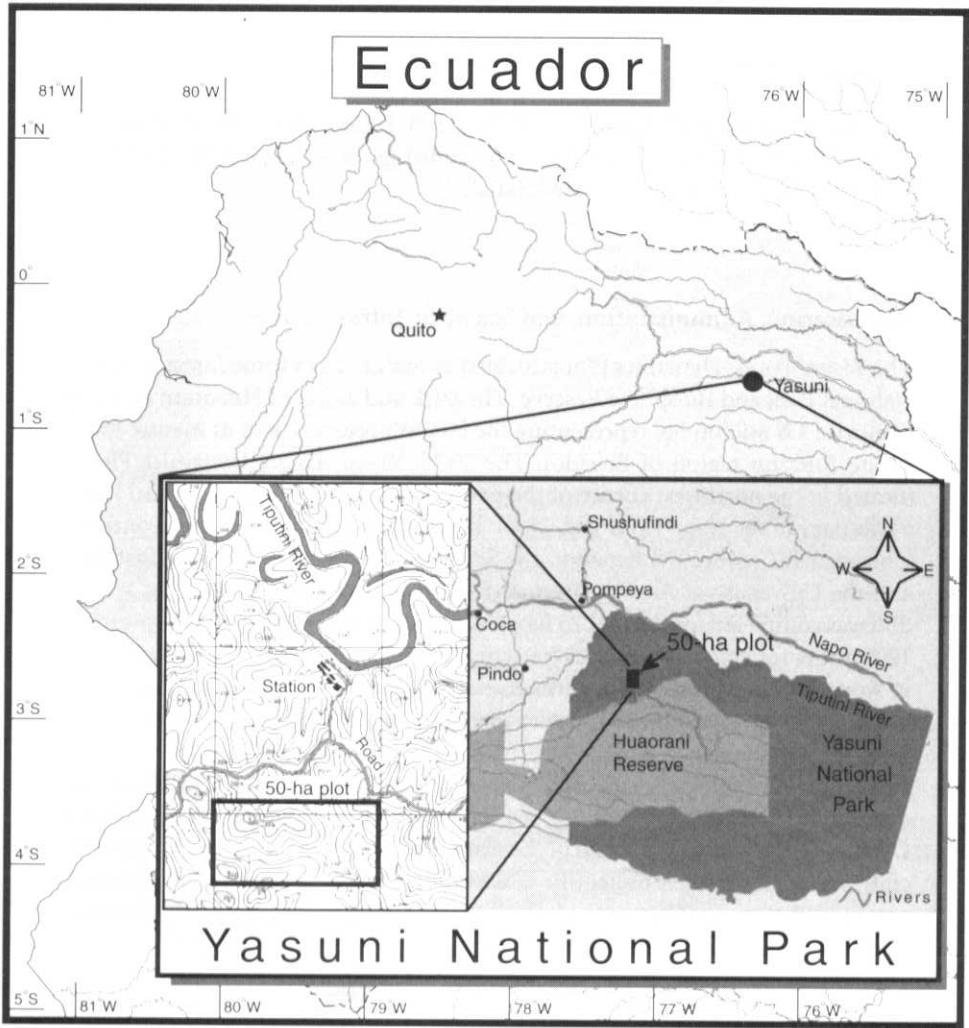 Ecuador
81°W
80°W
76°W
75°W
1°N
0°
Quito
Yasuni
1°S
2°S
3°S
4°S
5°S
Tiputini River
Station
Road
50-ha plot
Shushufindi
Pompeya
Coca
Pindo
50-ha plot
N
W
E
S
Napo River
Tiputini River
Huaorani
Reserve
Yasuni
National
Park
Rivers
Yasuni National Park
81°W
80°W
79°W
78°W
77°W
76°W